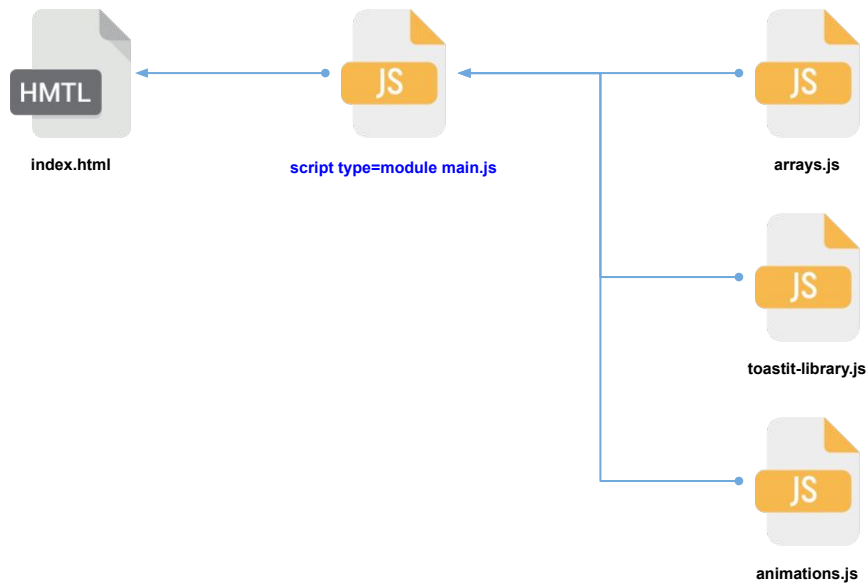 HMTL
JS
JS
index.html
script type=module main.js
arrays.js
JS
toastit-library.js
JS
animations.js